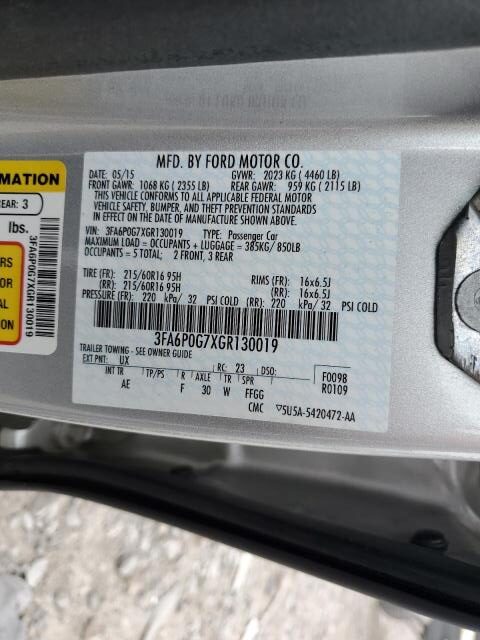 MFD. BY FORD MOTOR CO.
DATE: 05/15 GVWR: 2023 KG ( 4460 LB)
FRONT GAWR: 1068 KG ( 2355 LB) REAR GAWR: 959 KG ( 2115 LB)
THIS VEHICLE CONFORMS TO ALL APPLICABLE FEDERAL MOTOR
VEHICLE SAFETY, BUMPER, AND THEFT PREVENTION STANDARDS
IN EFFECT ON THE DATE OF MANUFACTURE SHOWN ABOVE.
VIN: 3FA6P0G7XGR130019 TYPE: Passenger Car
MAXIMUM LOAD = OCCUPANTS + LUGGAGE = 385KG/ 850LB
OCCUPANTS = 5 TOTAL; 2 FRONT, 3 REAR
TIRE (FR): 215/60R16 95H RIMS (FR): 16x6.5J
(RR): 215/60R16 95H (RR): 16x6.5J
PRESSURE (FR): 220 kPa/ 32 PSI COLD (RR): 220 kPa/ 32 PSI COLD
3FA6P0G7XGR130019
TRAILER TOWING - SEE OWNER GUIDE
EXT PNT: UX RC: 23 DSO: F0098
INT TR TP/PS R AXLE TR SPR R0109
AE F 30 W FFGG
CMC ▽5U5A-5420472-AA
RMATION
REAR: 3
lbs.
3FA6P0G7XGR130019